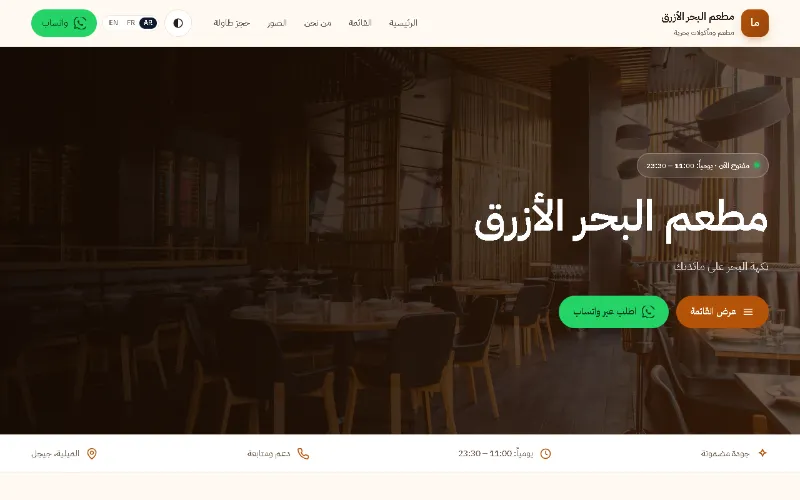 ما
مطعم البحر الأزرق
مطعم ومأكولات بحرية
الرئيسية
القائمة
من نحن
الصور
حجز طاولة
AR
FR
EN
واتساب
مفتوح الآن · يومياً: 11:00 – 23:30
مطعم البحر الأزرق
نكهة البحر على مائدتك
عرض القائمة
اطلب عبر واتساب
جودة مضمونة
يومياً: 11:00 – 23:30
دعم ومتابعة
الميلية، جيجل